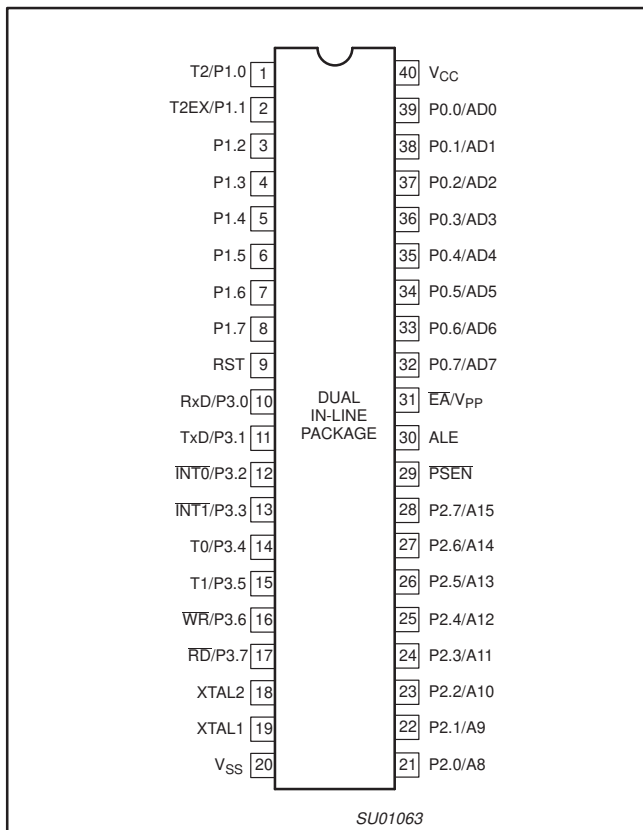 T2/P1.0 1 40 VCC
T2EX/P1.1 2 39 P0.0/AD0
P1.2 3 38 P0.1/AD1
P1.3 4 37 P0.2/AD2
P1.4 5 36 P0.3/AD3
P1.5 6 35 P0.4/AD4
P1.6 7 34 P0.5/AD5
P1.7 8 33 P0.6/AD6
RST 9 32 P0.7/AD7
RxD/P3.0 10 31 E̅A̅/VPP
TxD/P3.1 11 30 ALE
I̅N̅T̅0̅/P3.2 12 29 P̅S̅E̅N̅
I̅N̅T̅1̅/P3.3 13 28 P2.7/A15
T0/P3.4 14 27 P2.6/A14
T1/P3.5 15 26 P2.5/A13
W̅R̅/P3.6 16 25 P2.4/A12
R̅D̅/P3.7 17 24 P2.3/A11
XTAL2 18 23 P2.2/A10
XTAL1 19 22 P2.1/A9
VSS 20 21 P2.0/A8
DUAL
IN-LINE
PACKAGE
SU01063